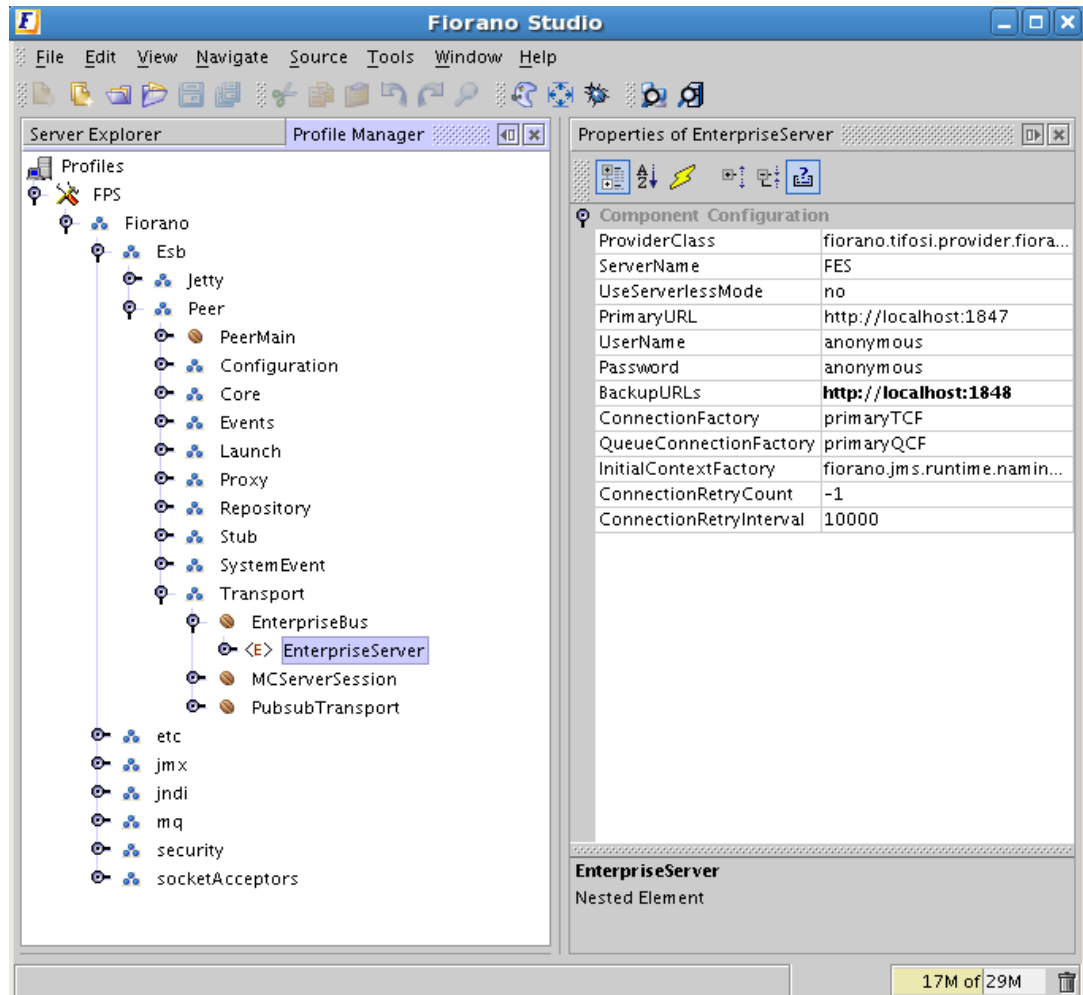 Fiorano Studio
File Edit View Navigate Source Tools Window Help
Server Explorer
Profile Manager
Profiles
FPS
Fiorano
Esb
Jetty
Peer
PeerMain
Configuration
Core
Events
Launch
Proxy
Repository
Stub
SystemEvent
Transport
EnterpriseBus
<E> EnterpriseServer
MCServerSession
PubsubTransport
etc
jmx
jndi
mq
security
socketAcceptors
Properties of EnterpriseServer
Component Configuration
ProviderClass fiorano.tifosi.provider.fiora...
ServerName FES
UseServerlessMode no
PrimaryURL http://localhost:1847
UserName anonymous
Password anonymous
BackupURLs http://localhost:1848
ConnectionFactory primaryTCF
QueueConnectionFactory primaryQCF
InitialContextFactory fiorano.jms.runtime.namin...
ConnectionRetryCount -1
ConnectionRetryInterval 10000
EnterpriseServer
Nested Element
17M of 29M